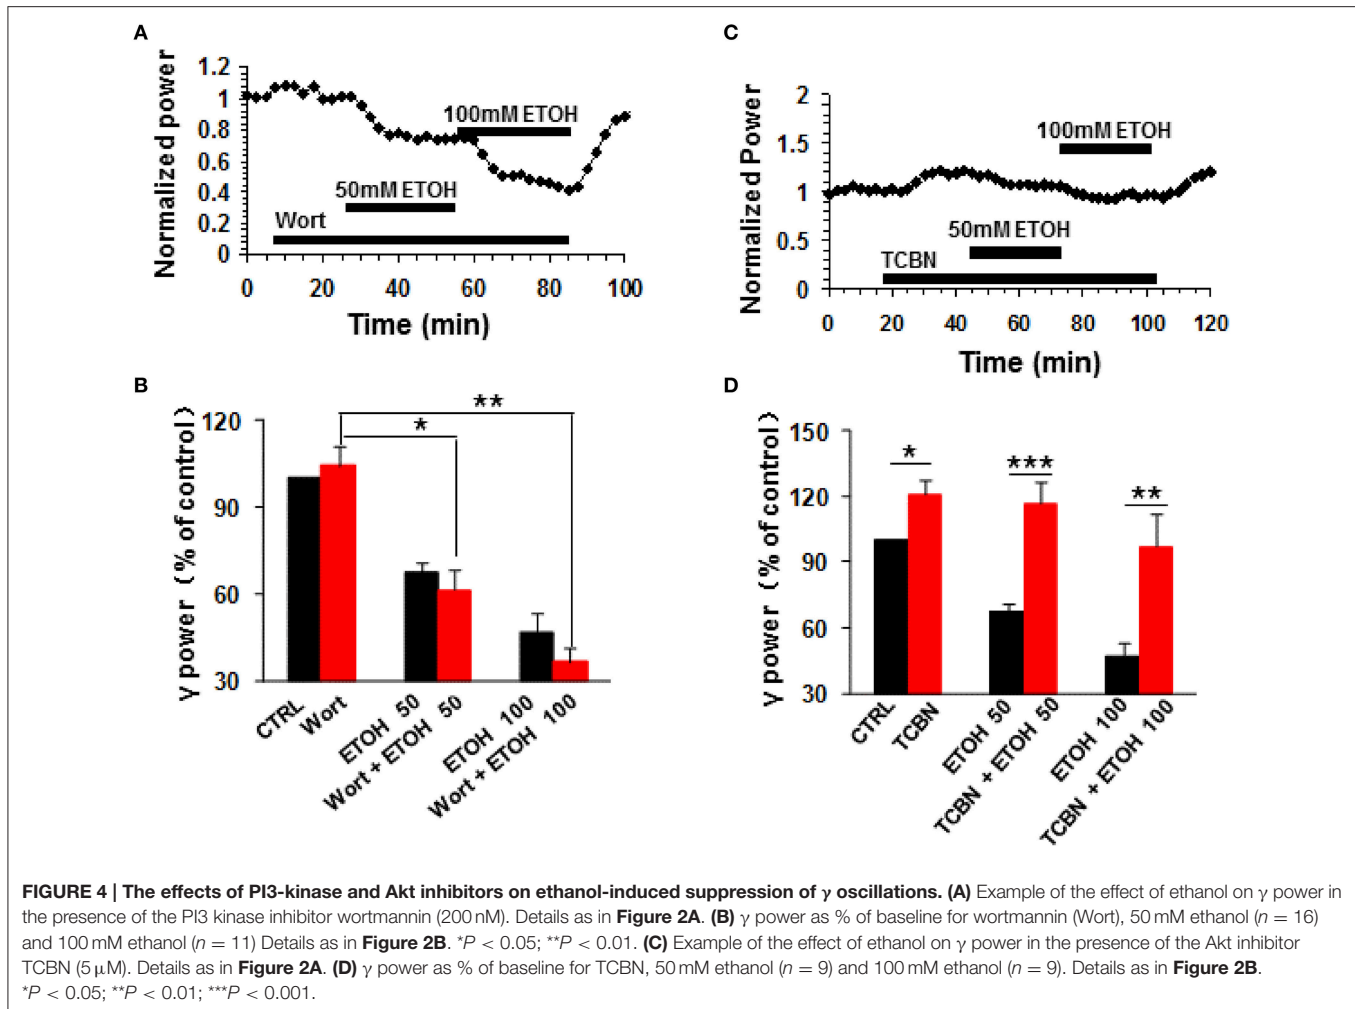 A
Normalized power
1.2
1
0.8
0.6
0.4
0.2
0
100mM ETOH
50mM ETOH
Wort
0 20 40 60 80 100
Time (min)
C
Normalized Power
2
1.5
1
0.5
0
100mM ETOH
50mM ETOH
TCBN
0 20 40 60 80 100 120
Time (min)
B
γ power (% of control)
120
90
60
30
**
*
CTRL
Wort
ETOH 50
Wort + ETOH 50
ETOH 100
Wort + ETOH 100
D
γ power (% of control)
150
120
90
60
30
*
***
**
CTRL
TCBN
ETOH 50
TCBN + ETOH 50
ETOH 100
TCBN + ETOH 100
FIGURE 4 | The effects of PI3-kinase and Akt inhibitors on ethanol-induced suppression of γ oscillations. (A) Example of the effect of ethanol on γ power in
the presence of the PI3 kinase inhibitor wortmannin (200 nM). Details as in Figure 2A. (B) γ power as % of baseline for wortmannin (Wort), 50 mM ethanol (n = 16)
and 100 mM ethanol (n = 11) Details as in Figure 2B. *P < 0.05; **P < 0.01. (C) Example of the effect of ethanol on γ power in the presence of the Akt inhibitor
TCBN (5 μM). Details as in Figure 2A. (D) γ power as % of baseline for TCBN, 50 mM ethanol (n = 9) and 100 mM ethanol (n = 9). Details as in Figure 2B.
*P < 0.05; **P < 0.01; ***P < 0.001.